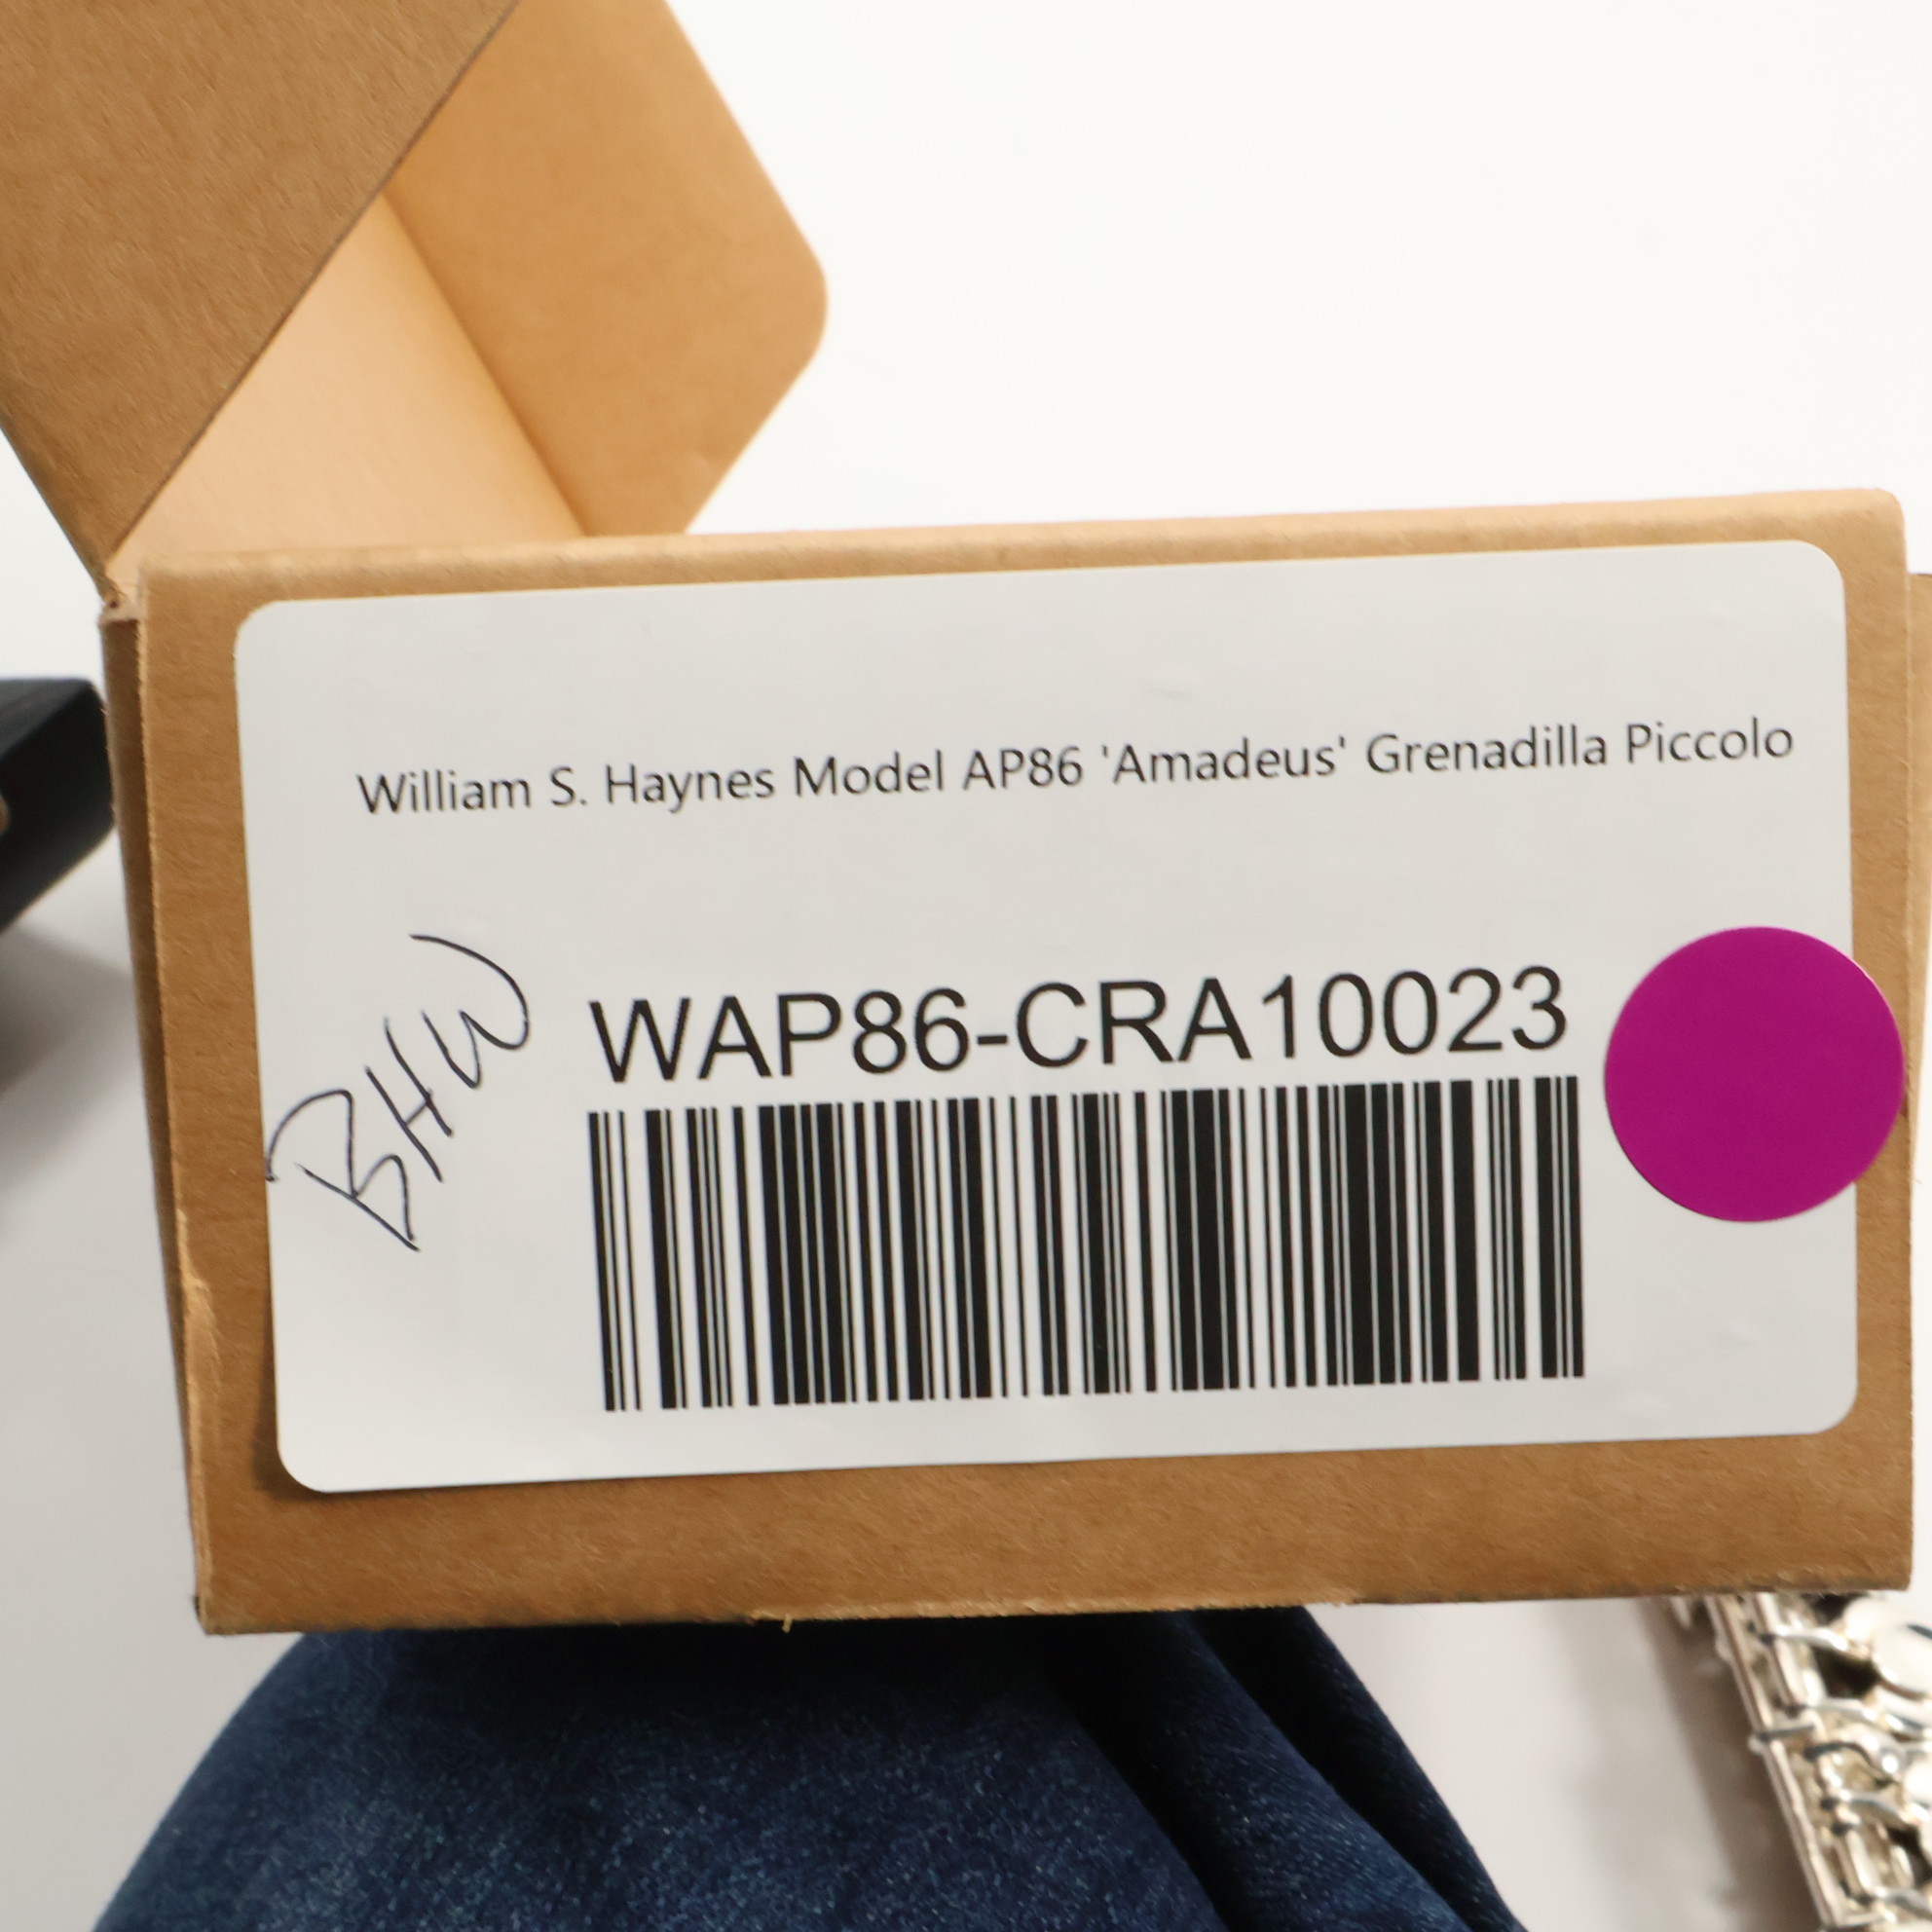 William S. Haynes Model AP86 'Amadeus' Grenadilla Piccolo
BHW
WAP86-CRA10023